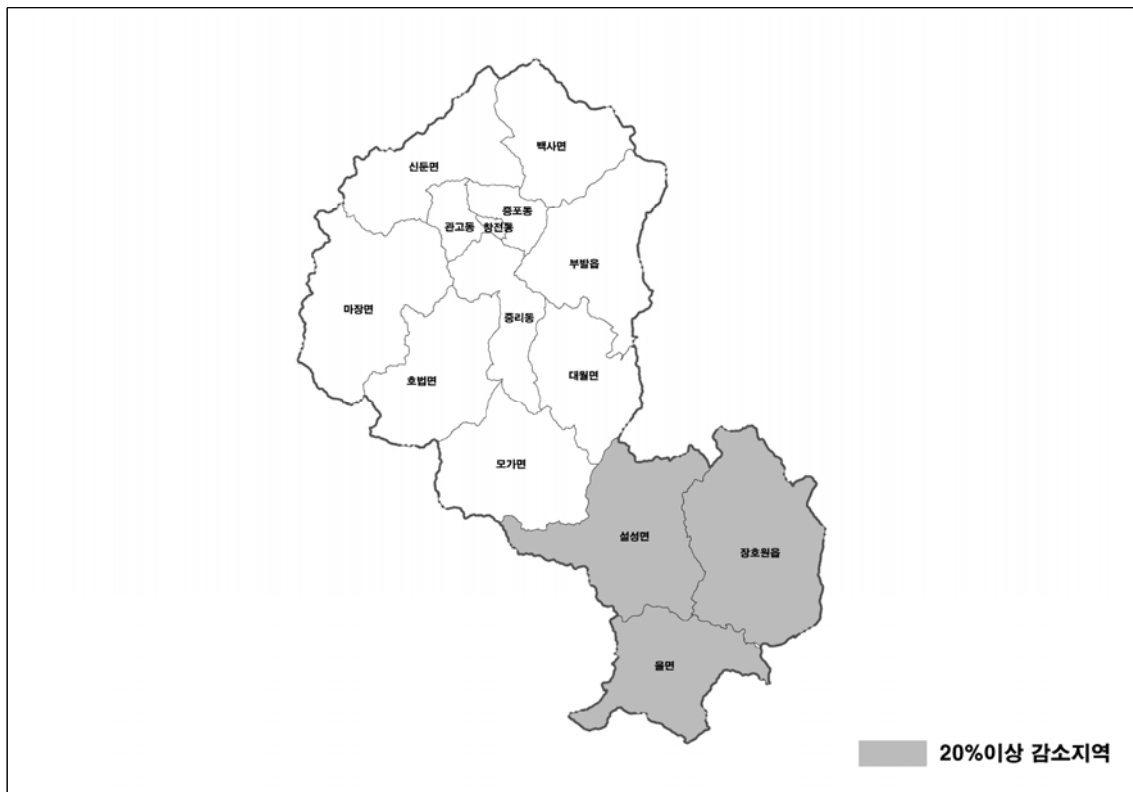 백사면
신둔면
증포동
관고동
창전동
부발읍
마장면
중리동
호법면
대월면
모가면
설성면
장호원읍
율면
20%이상 감소지역